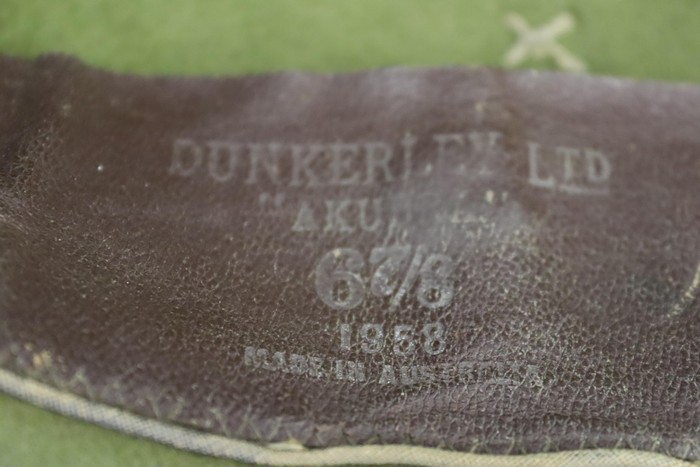 DUNKERLEY LTD
6 7/8
1958
MADE IN AUSTRALIA